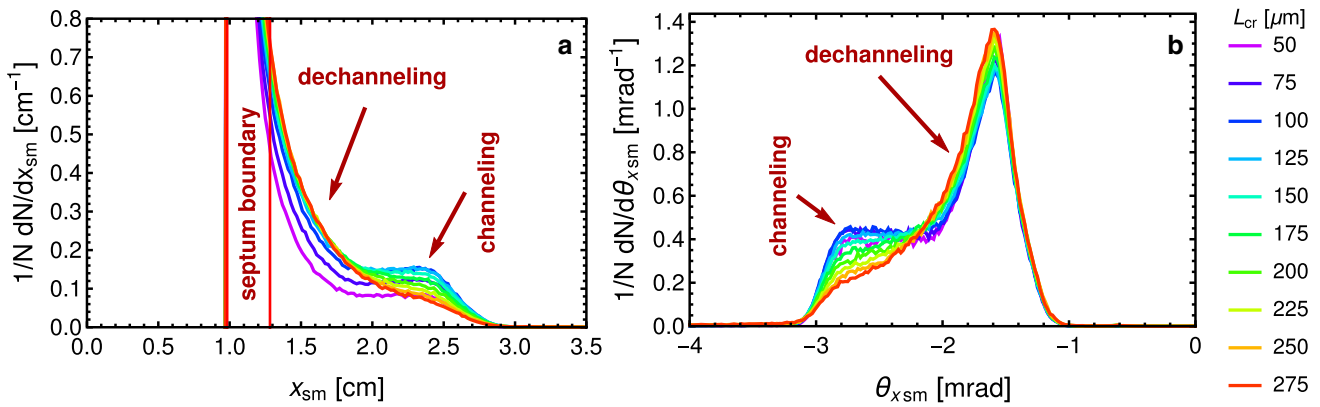 a
dechanneling
channeling
septum boundary
1/N dN/dx_sm [cm⁻¹]
0.8
0.7
0.6
0.5
0.4
0.3
0.2
0.1
0.0
0.0 0.5 1.0 1.5 2.0 2.5 3.0 3.5
x_sm [cm]
b
dechanneling
channeling
1/N dN/dθ_x sm [mrad⁻¹]
1.4
1.2
1.0
0.8
0.6
0.4
0.2
0.0
−4 −3 −2 −1 0
θ_x sm [mrad]
L_cr [μm]
50
75
100
125
150
175
200
225
250
275